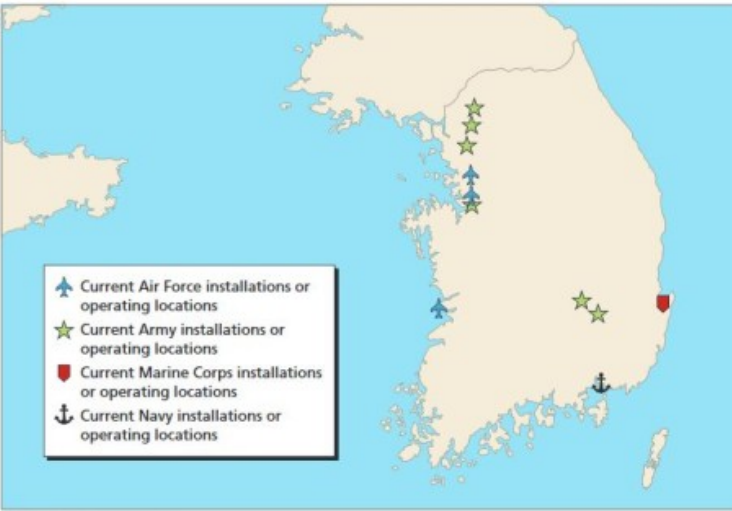 Current Air Force installations or
operating locations
Current Army installations or
operating locations
Current Marine Corps installations
or operating locations
Current Navy installations or
operating locations